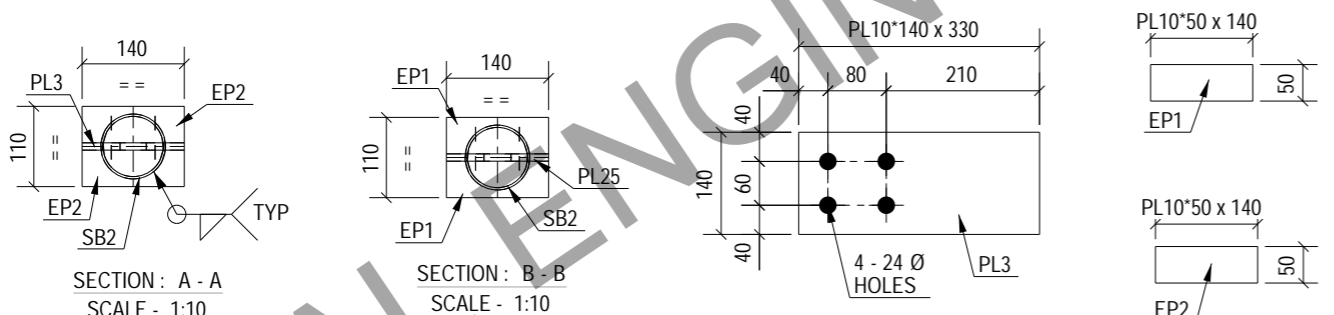 140
= =
PL3
EP2
110
=
=
EP2
SB2
TYP
SECTION : A - A
SCALE - 1:10
140
= =
EP1
110
=
=
PL25
SB2
EP1
SECTION : B - B
SCALE - 1:10
PL10*140 x 330
40 80 210
40
140
60
40
4 - 24 Ø
HOLES
PL3
PL10*50 x 140
50
EP1
PL10*50 x 140
50
EP2